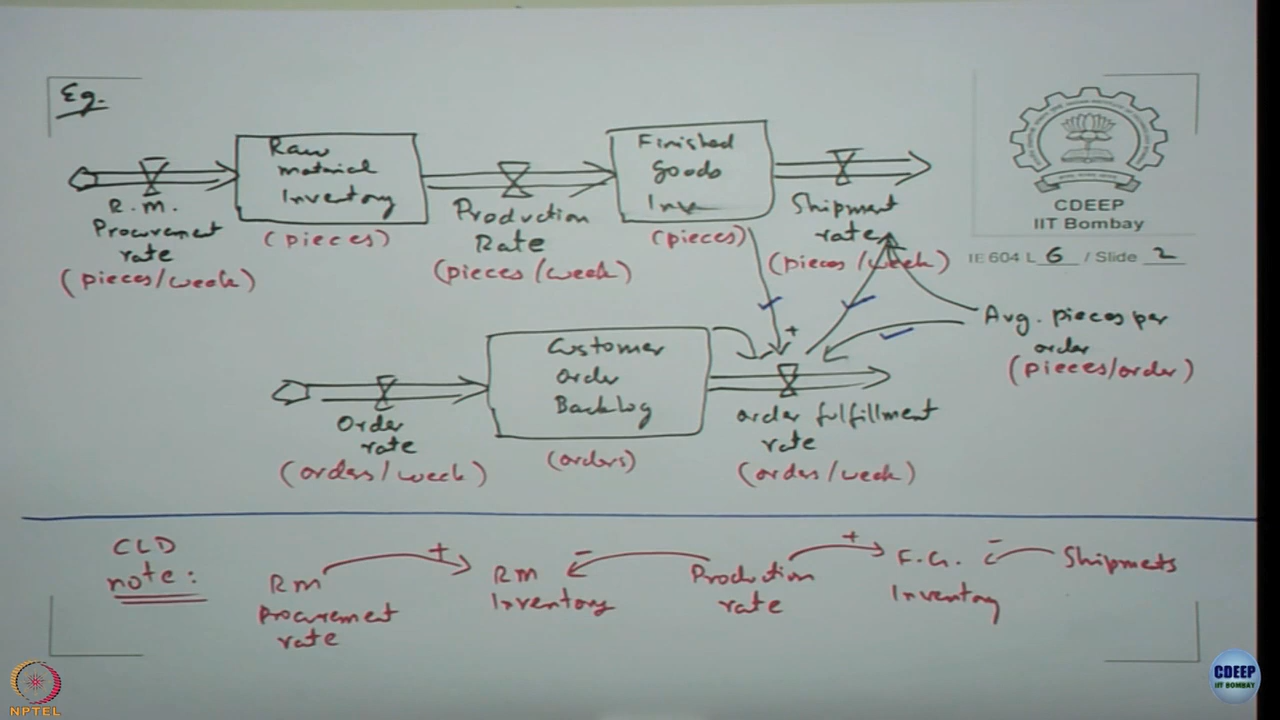 Eg.
Raw
material
Inventory
Finished
goods
Inv
R.M.
Procurement
rate
(pieces/week)
(pieces)
Production
Rate
(pieces/week)
(pieces)
Shipment
rate
(pieces/week)
CDEEP
IIT Bombay
IE 604 L 6 / Slide 2
Avg. pieces per
order
(pieces/order)
+
Customer
order
Backlog
Order
rate
(orders/week)
(orders)
order fulfillment
rate
(orders/week)
CLD
note:
RM
Procurement
rate
+
RM
Inventory
-
Production
rate
+
F.G.
Inventory
-
Shipments
NPTEL
CDEEP
IIT BOMBAY